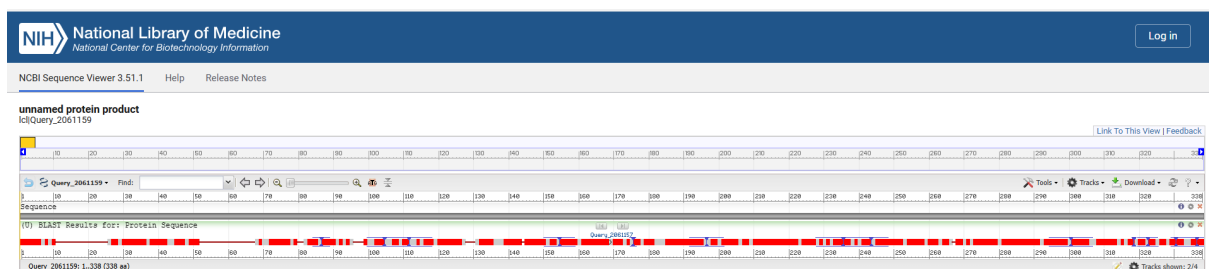 NIH National Library of Medicine
National Center for Biotechnology Information
Log in
NCBI Sequence Viewer 3.51.1 Help Release Notes
unnamed protein product
lcl|Query_2061159
Link To This View | Feedback
10 20 30 40 50 60 70 80 90 100 110 120 130 140 150 160 170 180 190 200 210 220 230 240 250 260 270 280 290 300 310 320 338
Query_2061159 Find: Tools Tracks Download ?
1 10 20 30 40 50 60 70 80 90 100 110 120 130 140 150 160 170 180 190 200 210 220 230 240 250 260 270 280 290 300 310 320 338
Sequence
(U) BLAST Results for: Protein Sequence
Query_2061157
1 10 20 30 40 50 60 70 80 90 100 110 120 130 140 150 160 170 180 190 200 210 220 230 240 250 260 270 280 290 300 310 320 338
Query_2061159: 1..338 (338 aa) Tracks shown: 2/4